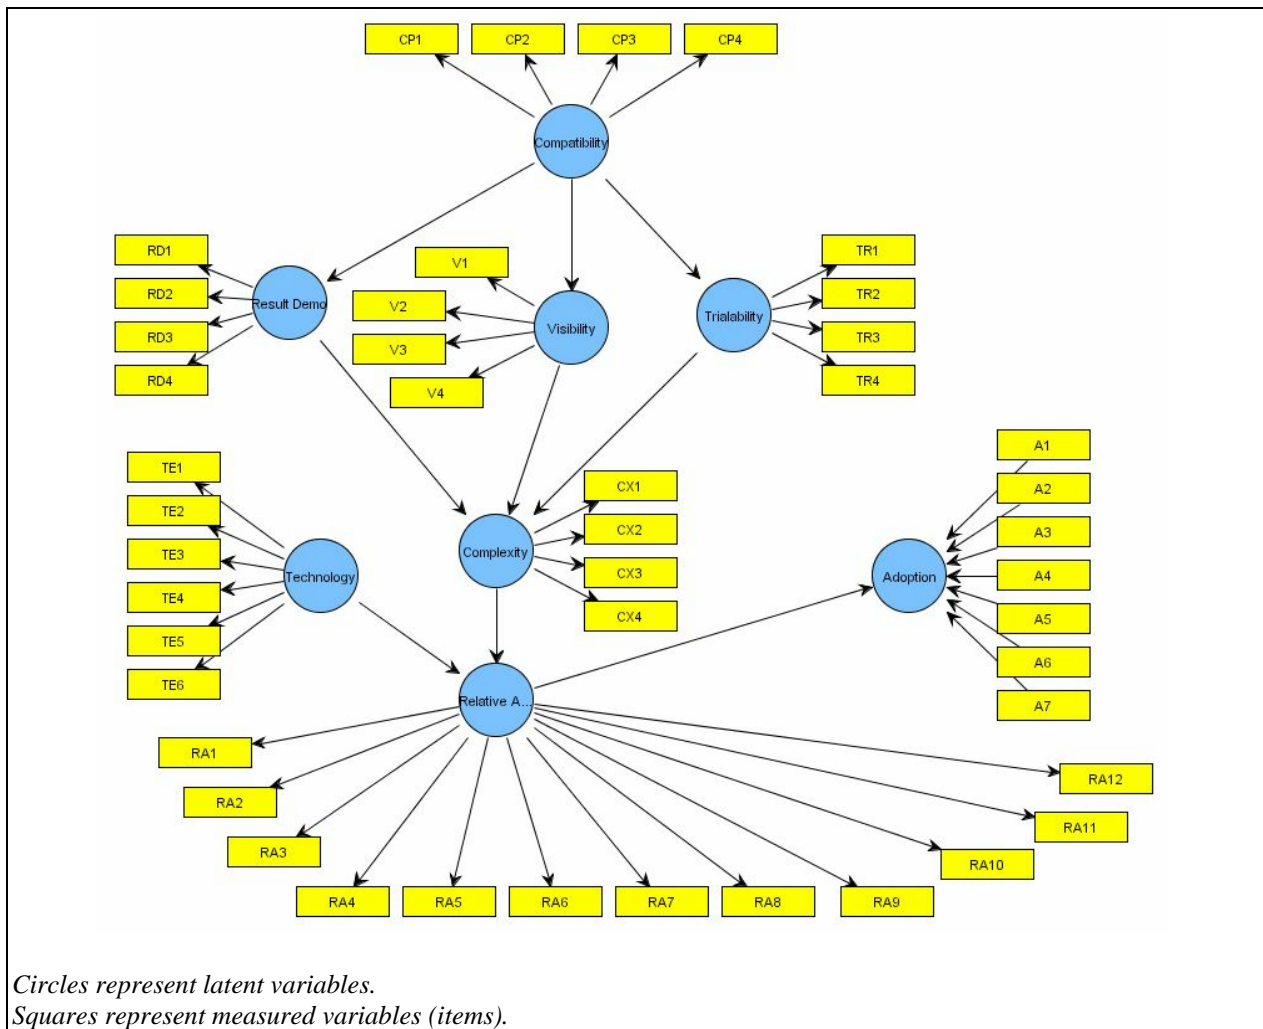 CP1
CP2
CP3
CP4
Compatibility
RD1
RD2
RD3
RD4
Result Demo
V1
V2
V3
V4
Visibility
Trialability
TR1
TR2
TR3
TR4
TE1
TE2
TE3
TE4
TE5
TE6
Technology
Complexity
CX1
CX2
CX3
CX4
Adoption
A1
A2
A3
A4
A5
A6
A7
Relative A...
RA1
RA2
RA3
RA4
RA5
RA6
RA7
RA8
RA9
RA10
RA11
RA12
Circles represent latent variables.
Squares represent measured variables (items).